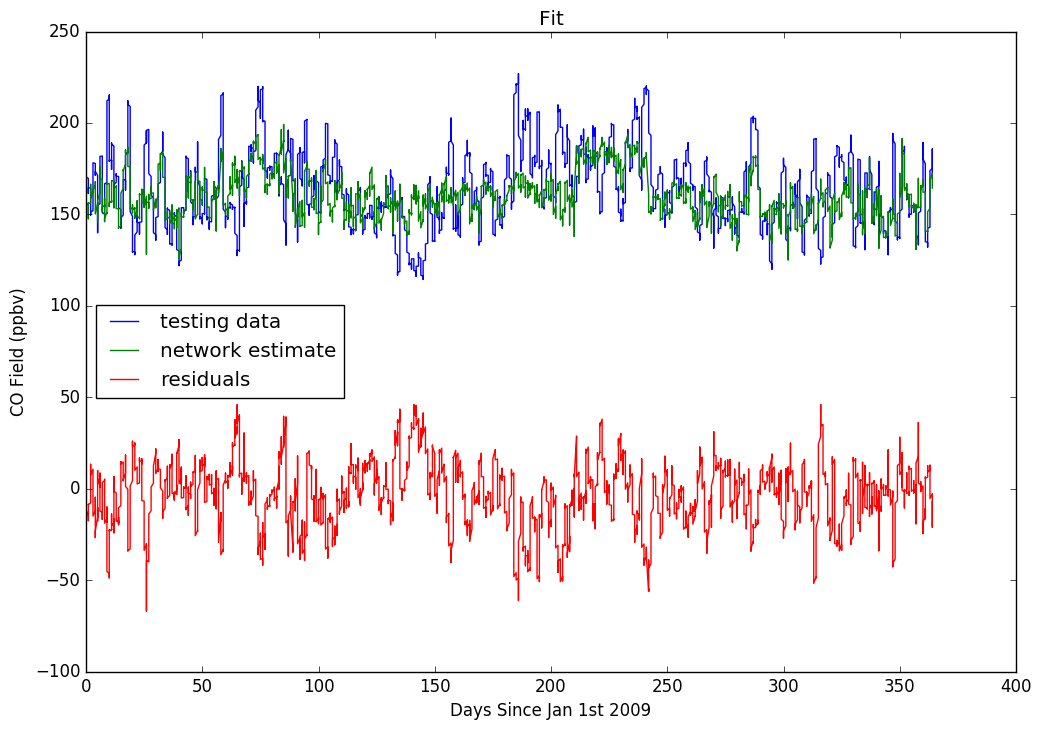 Fit
250
200
150
100
50
0
−50
−100
CO Field (ppbv)
testing data
network estimate
residuals
0 50 100 150 200 250 300 350 400
Days Since Jan 1st 2009